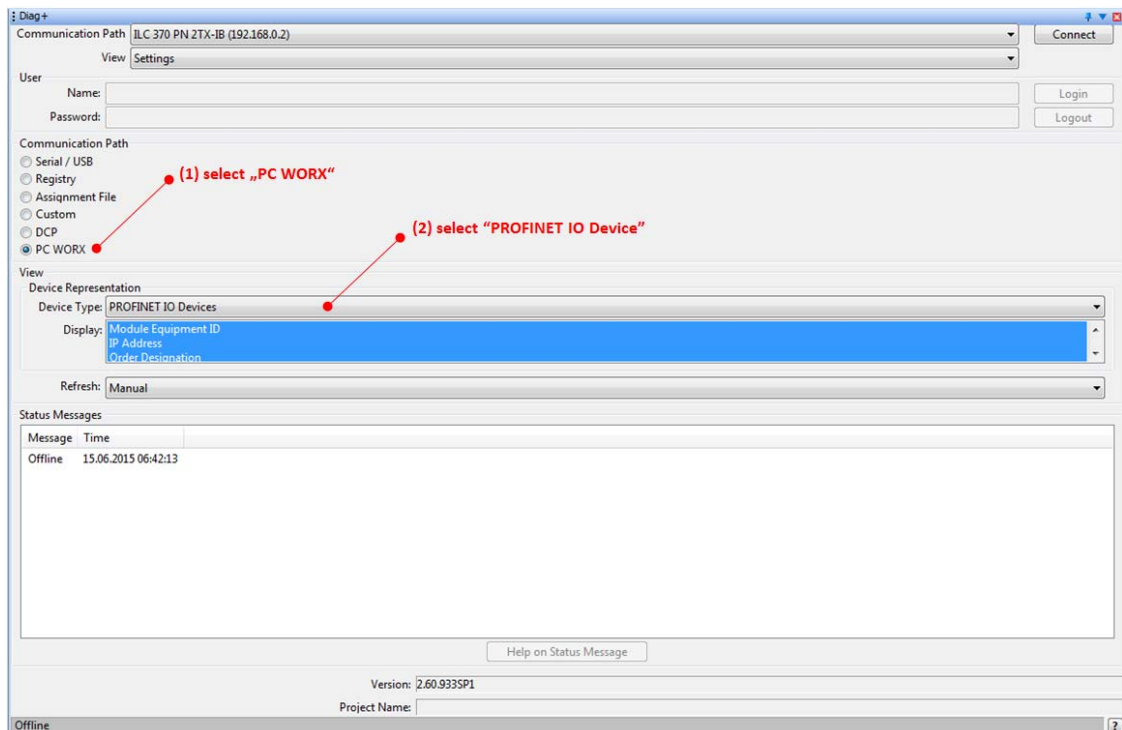 Diag+
Communication Path ILC 370 PN 2TX-IB (192.168.0.2) Connect
View Settings
User
Name: Login
Password: Logout
Communication Path
Serial / USB
(1) select „PC WORX“
Registry
Assignment File
Custom
(2) select “PROFINET IO Device”
DCP
PC WORX
View
Device Representation
Device Type: PROFINET IO Devices
Display: Module Equipment ID
IP Address
Order Designation
Refresh: Manual
Status Messages
Message Time
Offline 15.06.2015 06:42:13
Help on Status Message
Version: 2.60.933SP1
Project Name:
Offline ?